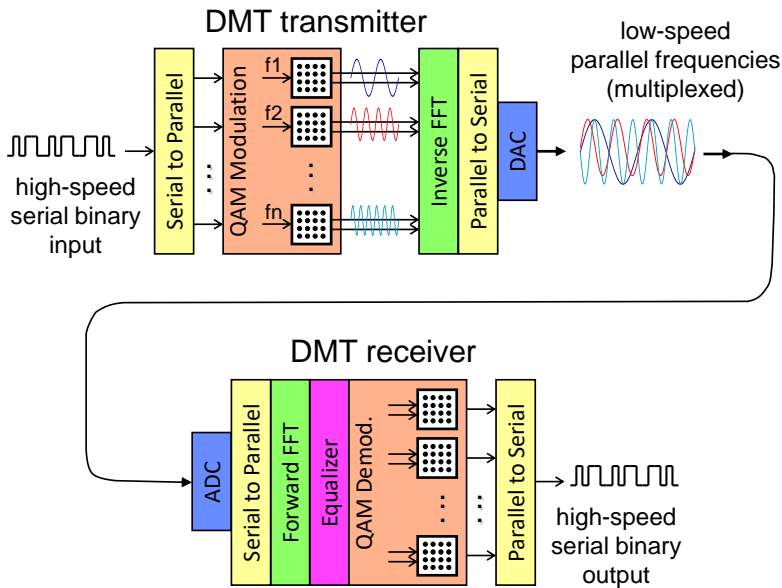 DMT transmitter
low-speed
parallel frequencies
(multiplexed)
high-speed
serial binary
input
Serial to Parallel
QAM Modulation
f1
f2
fn
Inverse FFT
Parallel to Serial
DAC
DMT receiver
ADC
Serial to Parallel
Forward FFT
Equalizer
QAM Demod.
Parallel to Serial
high-speed
serial binary
output